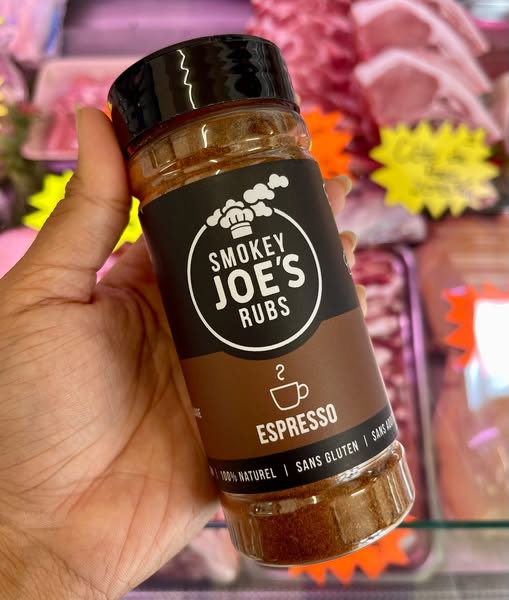 SMOKEY
JOE'S
RUBS
ESPRESSO
100% NATUREL | SANS GLUTEN | SANS